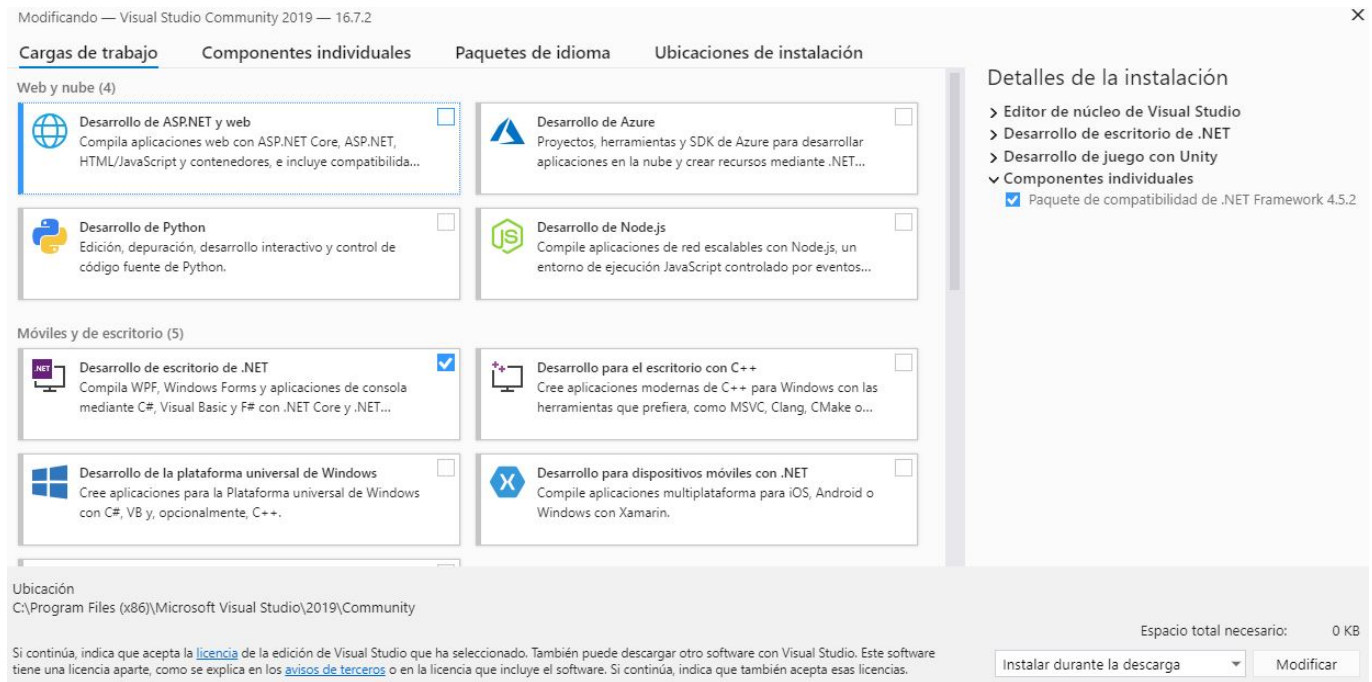 Modificando — Visual Studio Community 2019 — 16.7.2
Cargas de trabajo
Componentes individuales
Paquetes de idioma
Ubicaciones de instalación
Web y nube (4)
Desarrollo de ASP.NET y web
Compila aplicaciones web con ASP.NET Core, ASP.NET,
HTML/JavaScript y contenedores, e incluye compatibilida...
Desarrollo de Azure
Proyectos, herramientas y SDK de Azure para desarrollar
aplicaciones en la nube y crear recursos mediante .NET...
Desarrollo de Python
Edición, depuración, desarrollo interactivo y control de
código fuente de Python.
JS
Desarrollo de Node.js
Compile aplicaciones de red escalables con Node.js, un
entorno de ejecución JavaScript controlado por eventos...
Móviles y de escritorio (5)
.NET
Desarrollo de escritorio de .NET
Compila WPF, Windows Forms y aplicaciones de consola
mediante C#, Visual Basic y F# con .NET Core y .NET...
Desarrollo para el escritorio con C++
Cree aplicaciones modernas de C++ para Windows con las
herramientas que prefiera, como MSVC, Clang, CMake o...
Desarrollo de la plataforma universal de Windows
Cree aplicaciones para la Plataforma universal de Windows
con C#, VB y, opcionalmente, C++.
Desarrollo para dispositivos móviles con .NET
Compile aplicaciones multiplataforma para iOS, Android o
Windows con Xamarin.
Detalles de la instalación
Editor de núcleo de Visual Studio
Desarrollo de escritorio de .NET
Desarrollo de juego con Unity
Componentes individuales
Paquete de compatibilidad de .NET Framework 4.5.2
Ubicación
C:\Program Files (x86)\Microsoft Visual Studio\2019\Community
Espacio total necesario: 0 KB
Si continúa, indica que acepta la licencia de la edición de Visual Studio que ha seleccionado. También puede descargar otro software con Visual Studio. Este software
tiene una licencia aparte, como se explica en los avisos de terceros o en la licencia que incluye el software. Si continúa, indica que también acepta esas licencias.
Instalar durante la descarga
Modificar